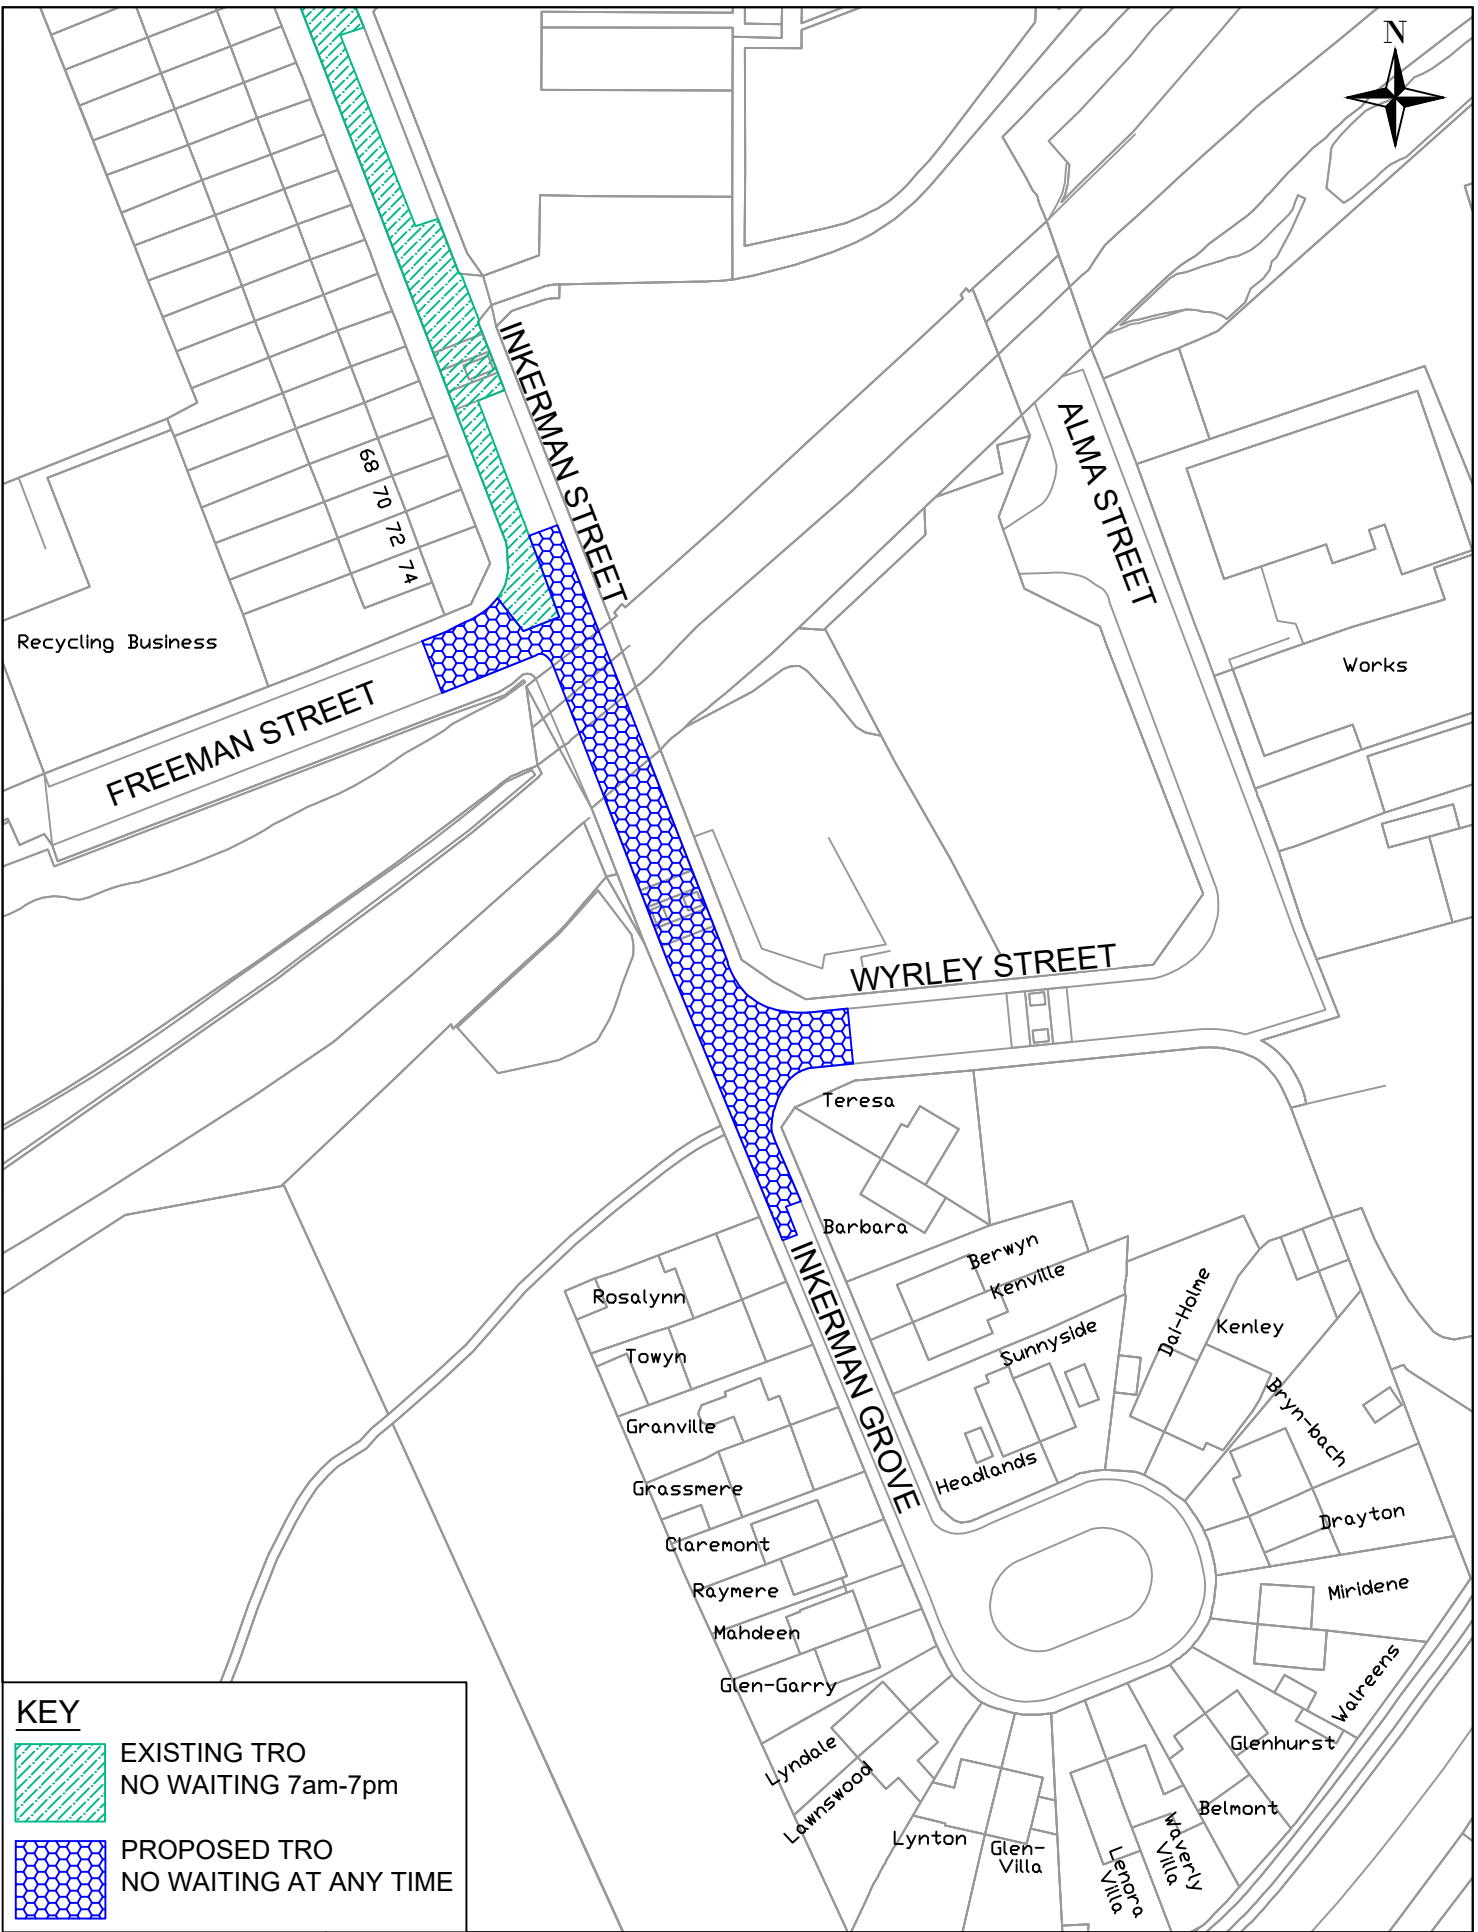 N
INKERMAN STREET
ALMA STREET
68
70
72
74
Recycling Business
Works
FREEMAN STREET
WYRLEY STREET
Teresa
Barbara
Berwyn
Kenville
INKERMAN GROVE
Rosalynn
Sunnyside
Dal-Holme
Kenley
Towyn
Bryn-bach
Granville
Headlands
Grassmere
Drayton
Claremont
Raymere
Miridene
Mahdeen
Glen-Garry
Walreens
Lyndale
Glenhurst
Lawnswood
Belmont
Lynton
Glen-
Villa
Lenora
Villa
Waverly
Villa
KEY
EXISTING TRO
NO WAITING 7am-7pm
PROPOSED TRO
NO WAITING AT ANY TIME